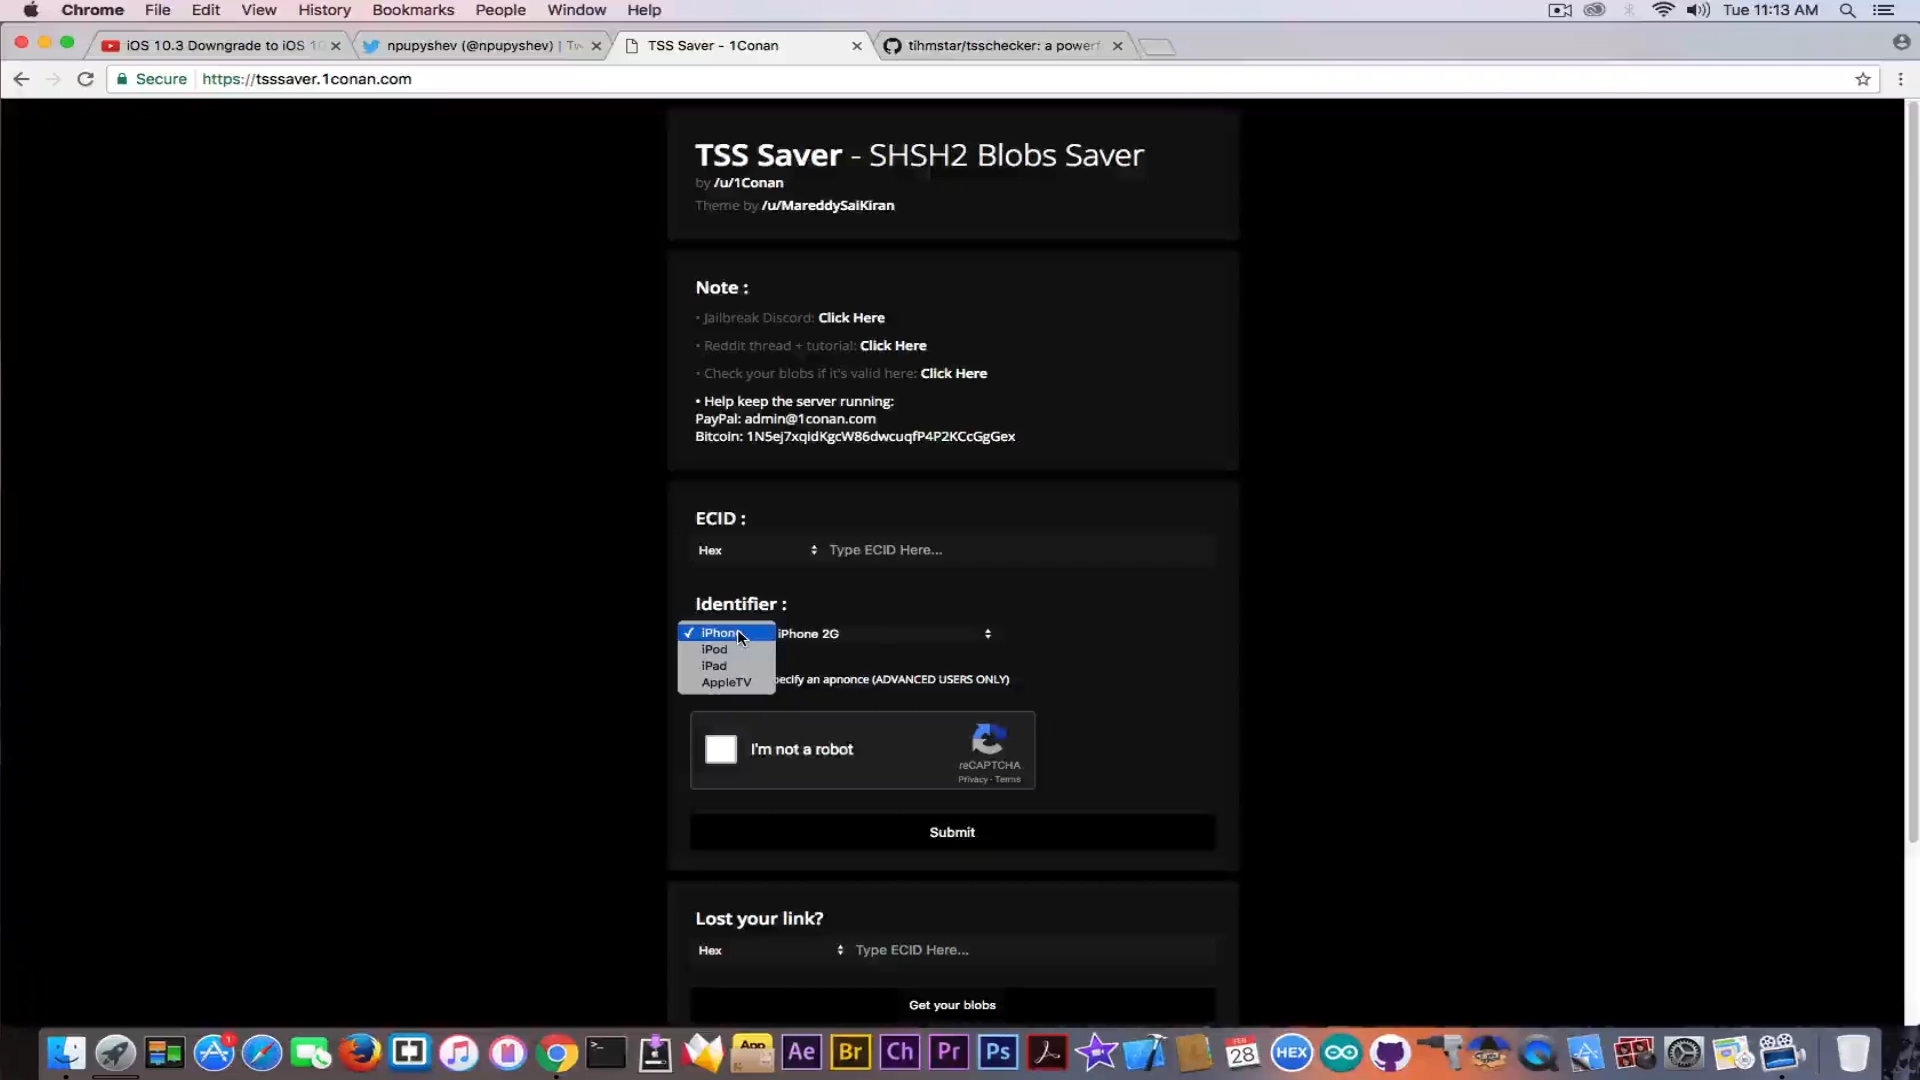 Chrome File Edit View History Bookmarks People Window Help Tue 11:13 AM
iOS 10.3 Downgrade to iOS 10 npupyshev (@npupyshev) | Tw TSS Saver - 1Conan tihmstar/tsschecker: a powerf
Secure https://tsssaver.1conan.com
TSS Saver - SHSH2 Blobs Saver
by /u/1Conan
Theme by /u/MareddySaiKiran
Note :
• Jailbreak Discord: Click Here
• Reddit thread + tutorial: Click Here
• Check your blobs if it's valid here: Click Here
• Help keep the server running:
PayPal: admin@1conan.com
Bitcoin: 1N5ej7xqidKgcW86dwcuqfP4P2KCcGgGex
ECID :
Hex Type ECID Here...
Identifier :
✓ iPhone iPhone 2G
iPod
iPad
AppleTV
ecify an apnonce (ADVANCED USERS ONLY)
I'm not a robot
reCAPTCHA
Privacy - Terms
Submit
Lost your link?
Hex Type ECID Here...
Get your blobs
App Ae Br Ch Pr Ps FEB 28 HEX